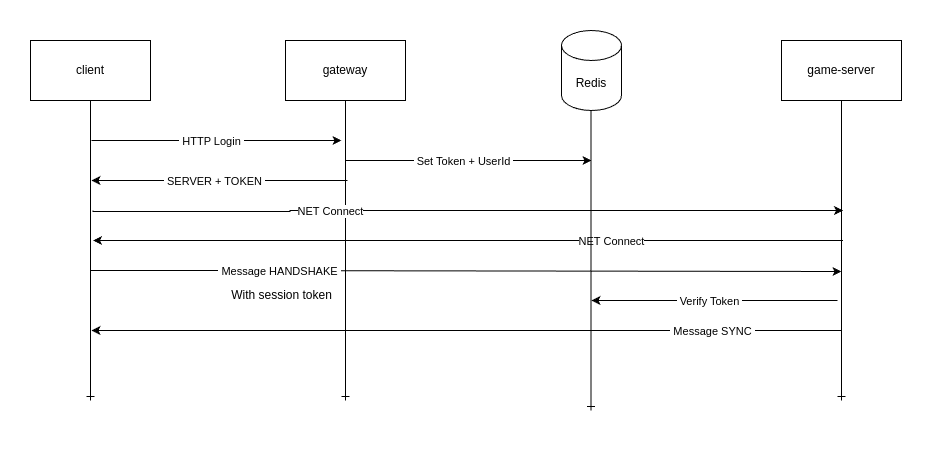 client
gateway
Redis
game-server
HTTP Login
Set Token + UserId
SERVER + TOKEN
NET Connect
NET Connect
Message HANDSHAKE
With session token
Verify Token
Message SYNC